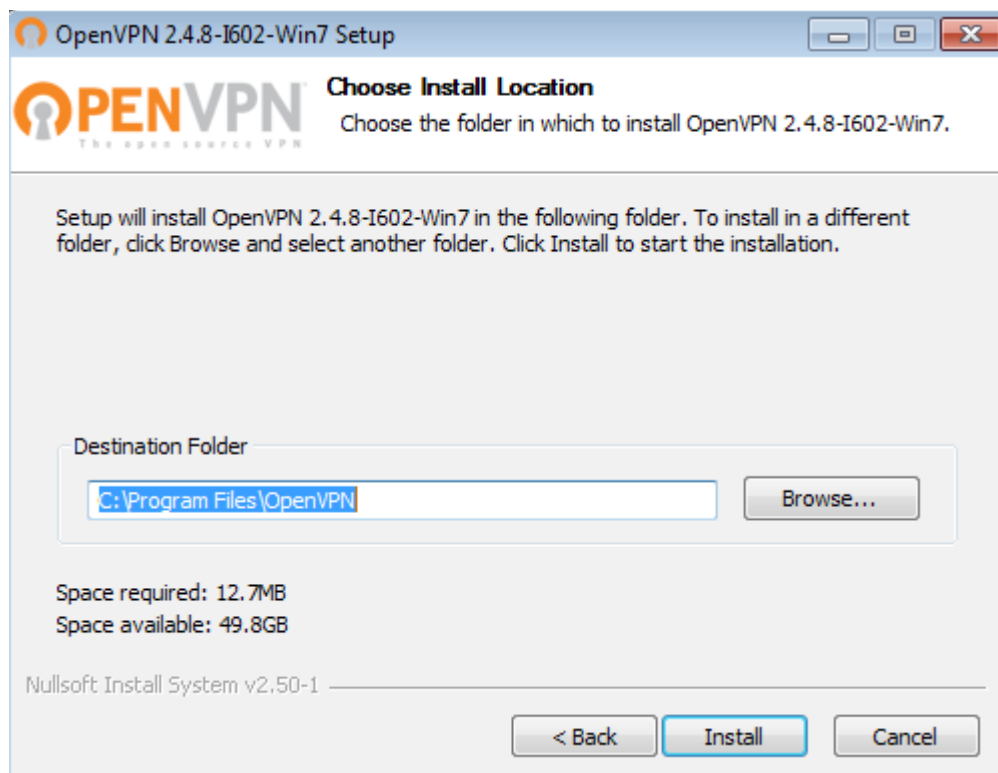 OpenVPN 2.4.8-I602-Win7 Setup
OPENVPN
The open source VPN
Choose Install Location
Choose the folder in which to install OpenVPN 2.4.8-I602-Win7.
Setup will install OpenVPN 2.4.8-I602-Win7 in the following folder. To install in a different
folder, click Browse and select another folder. Click Install to start the installation.
Destination Folder
C:\Program Files\OpenVPN
Browse...
Space required: 12.7MB
Space available: 49.8GB
Nullsoft Install System v2.50-1
< Back
Install
Cancel